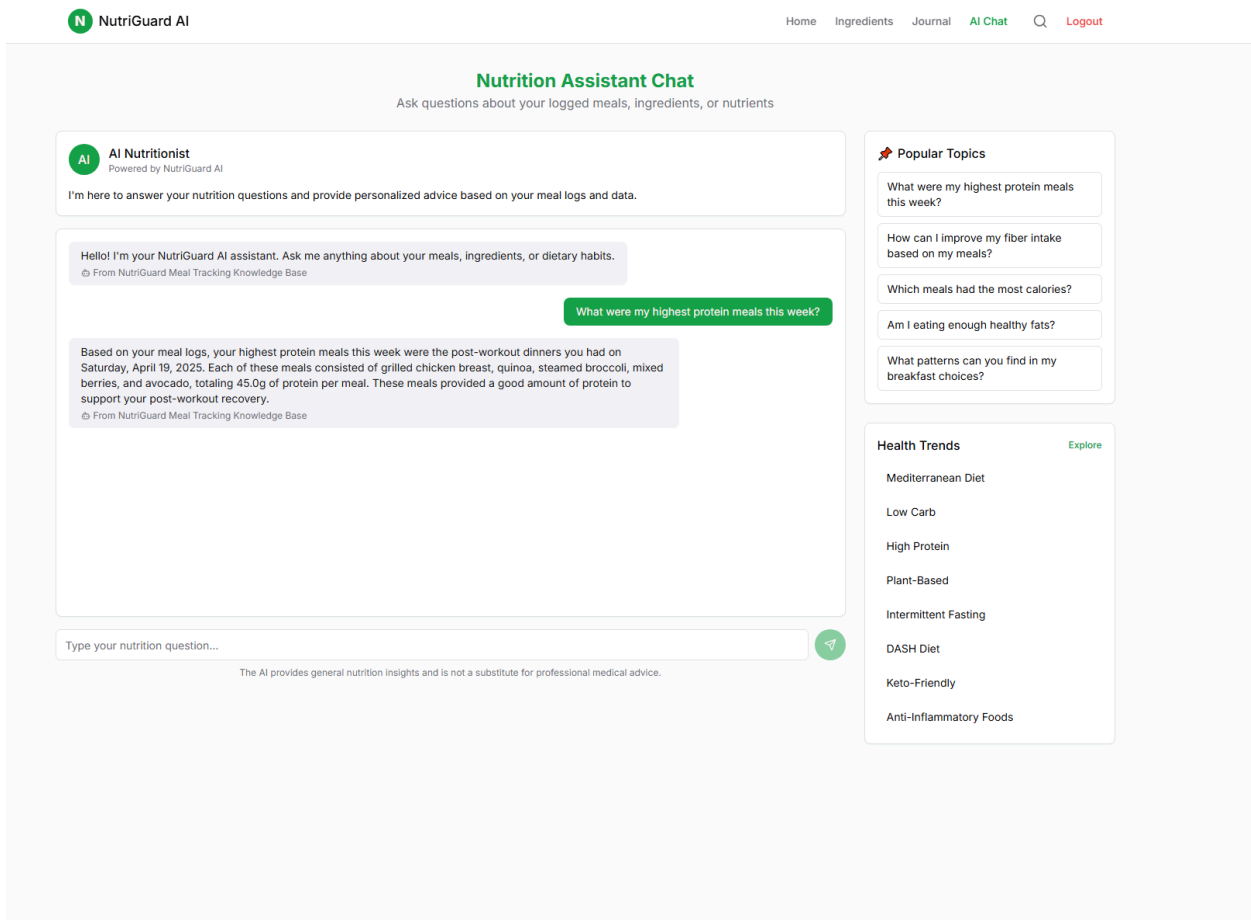 N NutriGuard AI
Home Ingredients Journal AI Chat Logout
Nutrition Assistant Chat
Ask questions about your logged meals, ingredients, or nutrients
AI
AI Nutritionist
Powered by NutriGuard AI
I'm here to answer your nutrition questions and provide personalized advice based on your meal logs and data.
Hello! I'm your NutriGuard AI assistant. Ask me anything about your meals, ingredients, or dietary habits.
From NutriGuard Meal Tracking Knowledge Base
What were my highest protein meals this week?
Based on your meal logs, your highest protein meals this week were the post-workout dinners you had on
Saturday, April 19, 2025. Each of these meals consisted of grilled chicken breast, quinoa, steamed broccoli, mixed
berries, and avocado, totaling 45.0g of protein per meal. These meals provided a good amount of protein to
support your post-workout recovery.
From NutriGuard Meal Tracking Knowledge Base
Type your nutrition question...
The AI provides general nutrition insights and is not a substitute for professional medical advice.
Popular Topics
What were my highest protein meals
this week?
How can I improve my fiber intake
based on my meals?
Which meals had the most calories?
Am I eating enough healthy fats?
What patterns can you find in my
breakfast choices?
Health Trends Explore
Mediterranean Diet
Low Carb
High Protein
Plant-Based
Intermittent Fasting
DASH Diet
Keto-Friendly
Anti-Inflammatory Foods